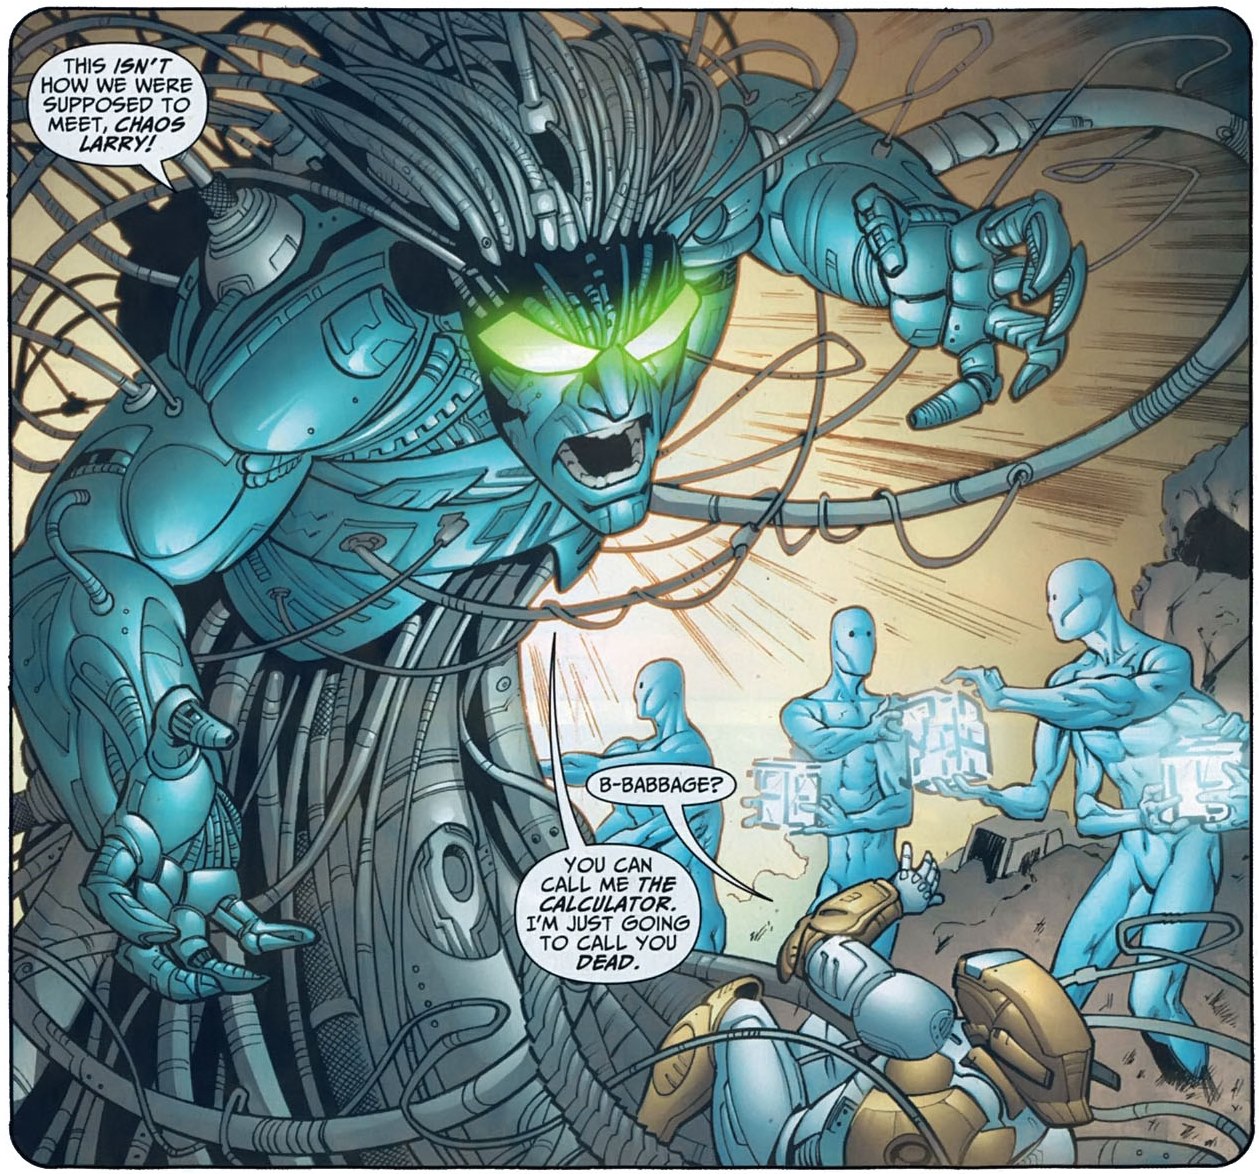 THIS ISN'T
HOW WE WERE
SUPPOSED TO
MEET, CHAOS
LARRY!
B-BABBAGE?
YOU CAN
CALL ME THE
CALCULATOR.
I'M JUST GOING
TO CALL YOU
DEAD.